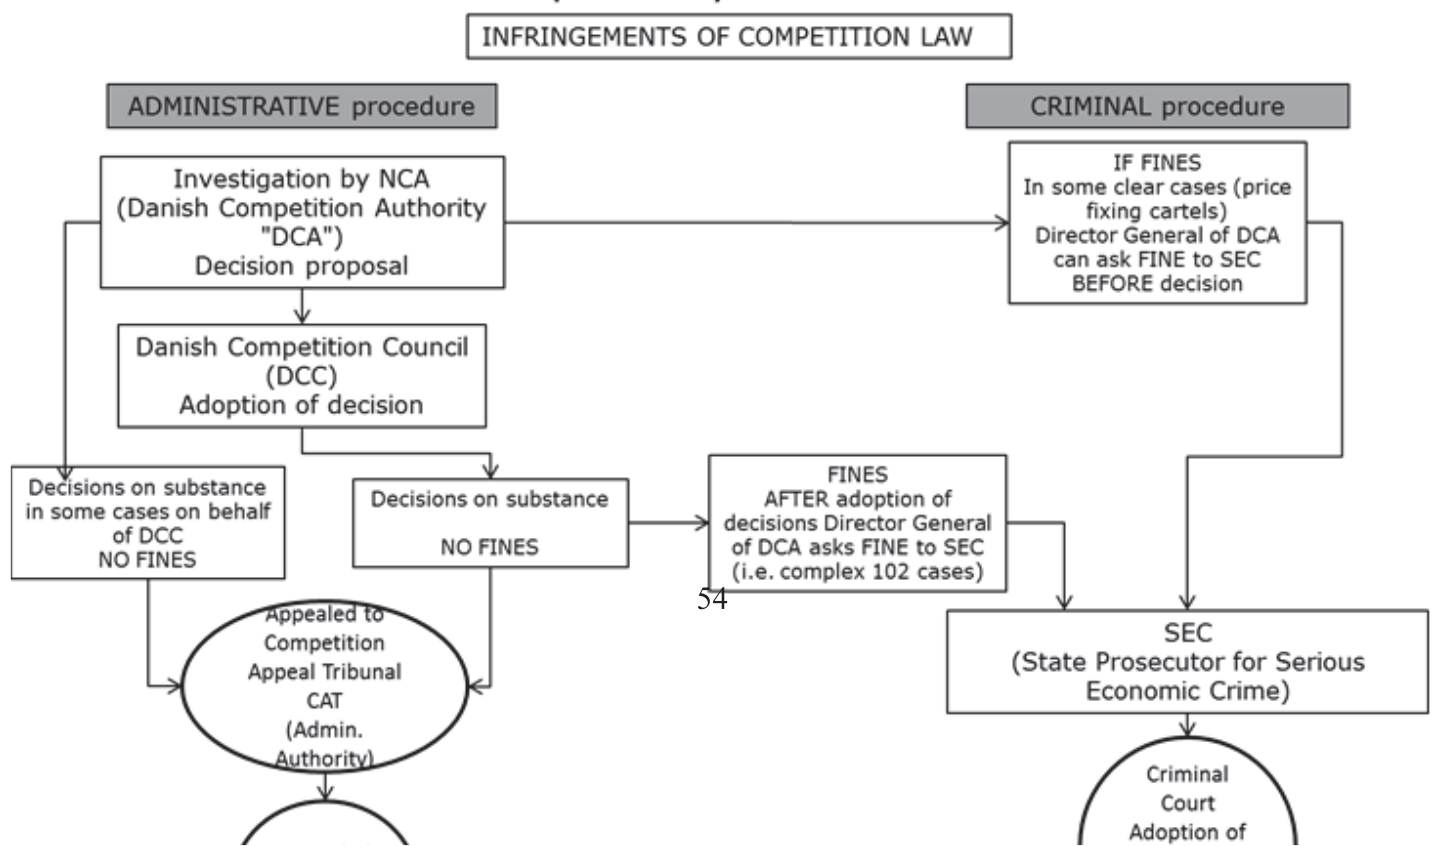 INFRINGEMENTS OF COMPETITION LAW
ADMINISTRATIVE procedure
CRIMINAL procedure
Investigation by NCA
(Danish Competition Authority
"DCA")
Decision proposal
IF FINES
In some clear cases (price
fixing cartels)
Director General of DCA
can ask FINE to SEC
BEFORE decision
Danish Competition Council
(DCC)
Adoption of decision
Decisions on substance
in some cases on behalf
of DCC
NO FINES
Decisions on substance
NO FINES
FINES
AFTER adoption of
decisions Director General
of DCA asks FINE to SEC
(i.e. complex 102 cases)
54
Appealed to
Competition
Appeal Tribunal
CAT
(Admin.
Authority)
SEC
(State Prosecutor for Serious
Economic Crime)
Criminal
Court
Adoption of